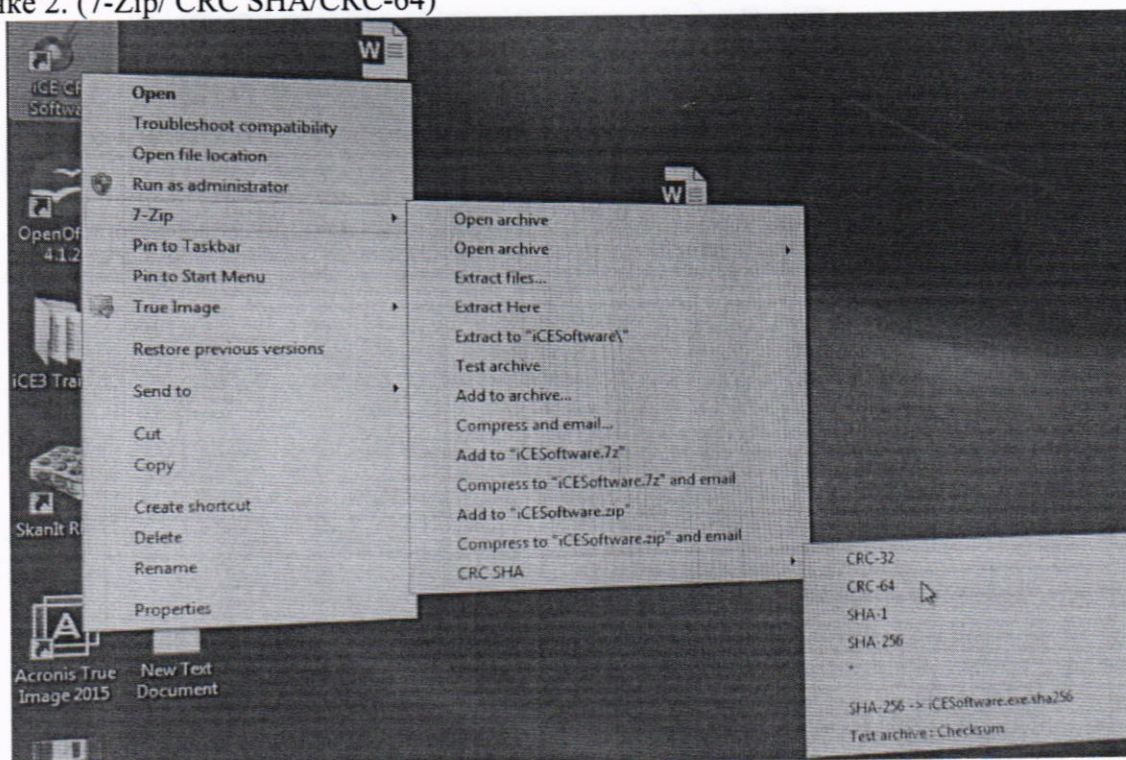 2. (7-Zip/ CRC SHA/CRC-64)
iCE
W
Open
Troubleshoot compatibility
Open file location
Run as administrator
7-Zip
Pin to Taskbar
Pin to Start Menu
True Image
Restore previous versions
Send to
Cut
Copy
Create shortcut
Delete
Rename
Properties
W
Open archive
Open archive
Extract files...
Extract Here
Extract to "iCESoftware\"
Test archive
Add to archive...
Compress and email...
Add to "iCESoftware.7z"
Compress to "iCESoftware.7z" and email
Add to "iCESoftware.zip"
Compress to "iCESoftware.zip" and email
CRC SHA
CRC-32
CRC-64
SHA-1
SHA-256
*
SHA-256 -> iCESoftware.exe.sha256
Test archive : Checksum
4.1.2
iCE3
SkanIt
A
Acronis True
Image 2015
New Text
Document